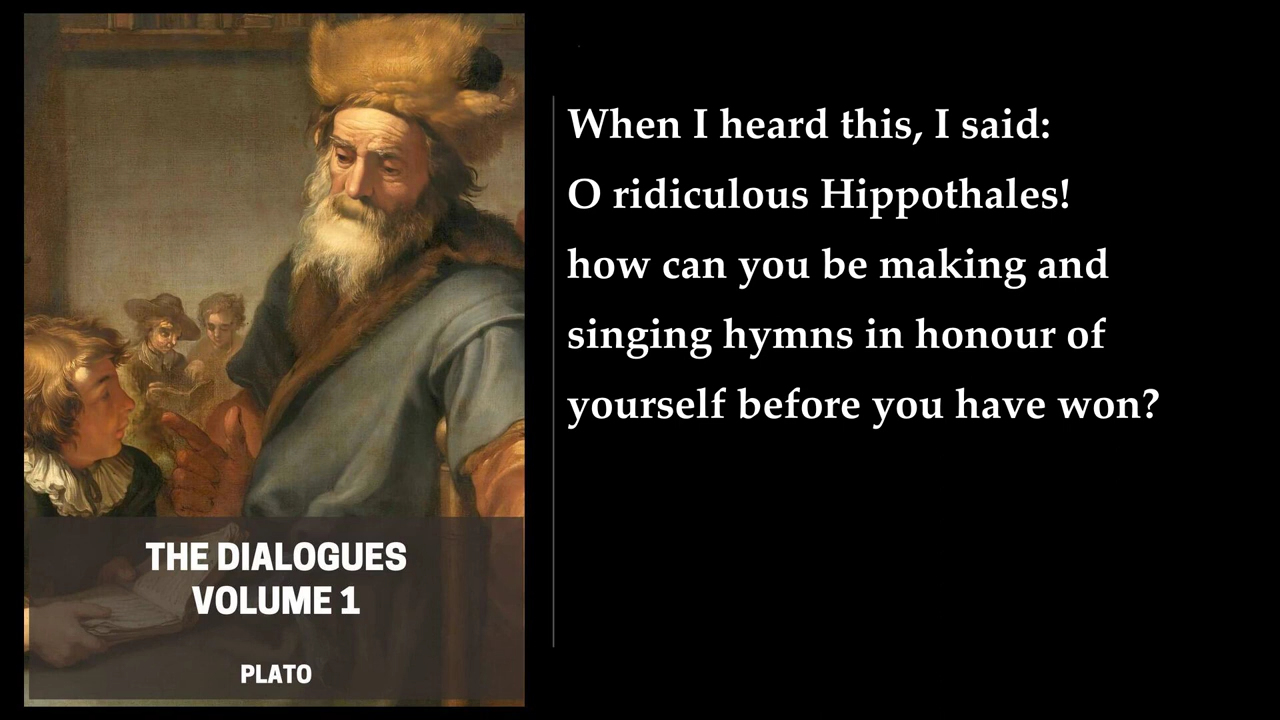 When I heard this, I said:
O ridiculous Hippothales!
how can you be making and
singing hymns in honour of
yourself before you have won?
THE DIALOGUES
VOLUME 1
PLATO